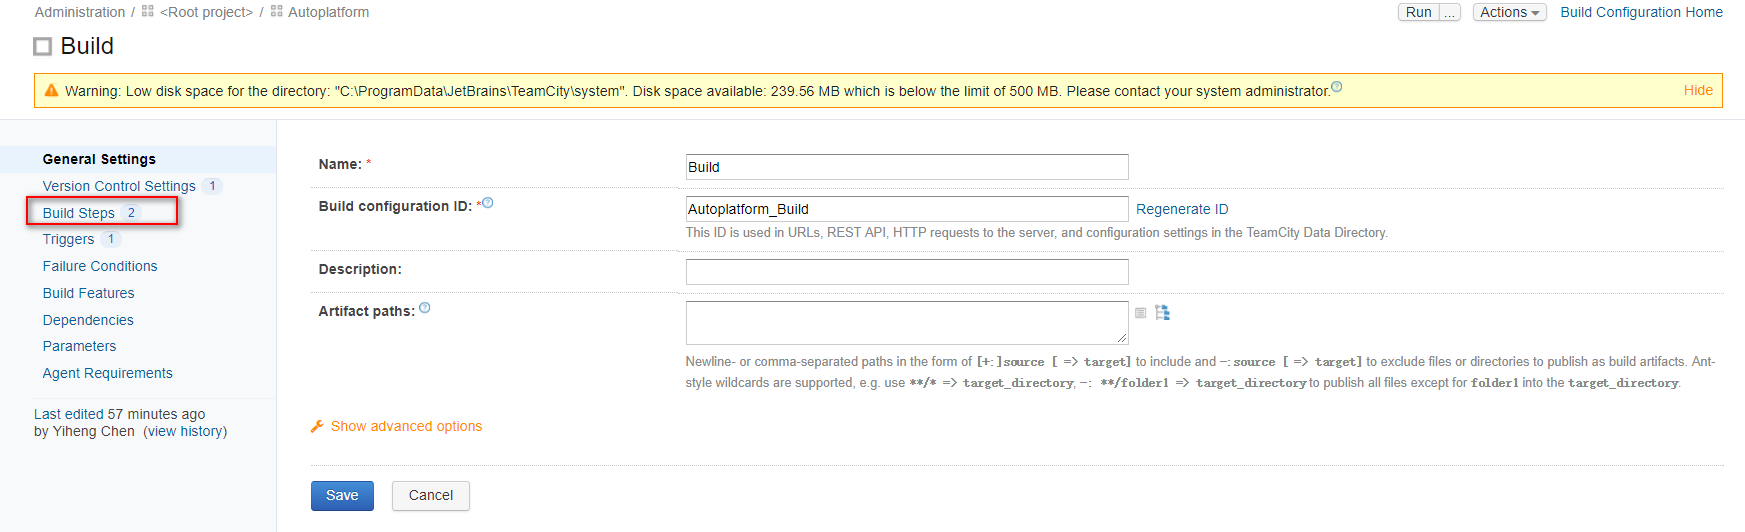 Administration / <Root project> / Autoplatform
Run ... Actions Build Configuration Home
Build
Warning: Low disk space for the directory: "C:\ProgramData\JetBrains\TeamCity\system". Disk space available: 239.56 MB which is below the limit of 500 MB. Please contact your system administrator. Hide
General Settings
Version Control Settings 1
Build Steps 2
Triggers 1
Failure Conditions
Build Features
Dependencies
Parameters
Agent Requirements
Last edited 57 minutes ago
by Yiheng Chen (view history)
Name: * Build
Build configuration ID: * Autoplatform_Build Regenerate ID
This ID is used in URLs, REST API, HTTP requests to the server, and configuration settings in the TeamCity Data Directory.
Description:
Artifact paths:
Newline- or comma-separated paths in the form of [+:]source [ => target] to include and -:source [ => target] to exclude files or directories to publish as build artifacts. Ant-
style wildcards are supported, e.g. use **/* => target_directory, -: **/folder1 => target_directory to publish all files except for folder1 into the target_directory.
Show advanced options
Save Cancel